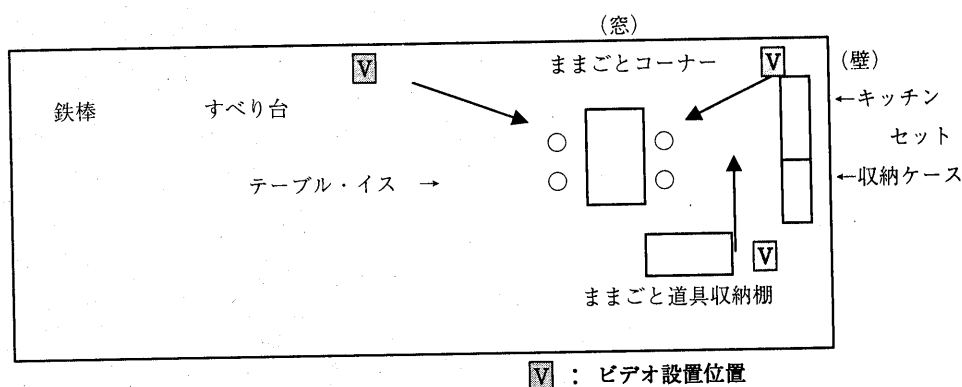 （窓）
V
ままごとコーナー
V
（壁）
鉄棒
すべり台
←キッチン
セット
テーブル・イス →
←収納ケース
V
ままごと道具収納棚
V ： ビデオ設置位置